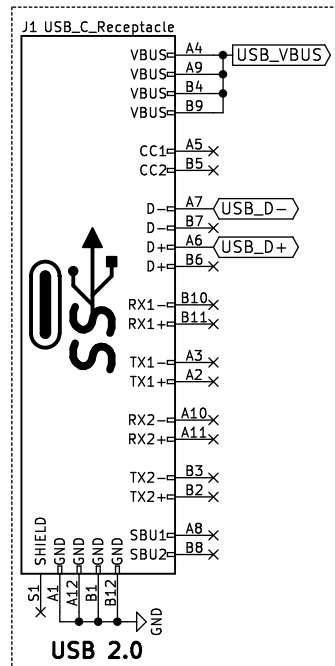 J1 USB_C_Receptacle
VBUS A4 USB_VBUS
VBUS A9
VBUS B4
VBUS B9
CC1 A5
CC2 B5
D- A7 USB_D-
D- B7
D+ A6 USB_D+
D+ B6
RX1- B10
RX1+ B11
TX1- A3
TX1+ A2
RX2- A10
RX2+ A11
TX2- B3
TX2+ B2
SBU1 A8
SBU2 B8
SS
SHIELD GND GND GND GND
S1 A1 A12 B1 B12
GND
USB 2.0